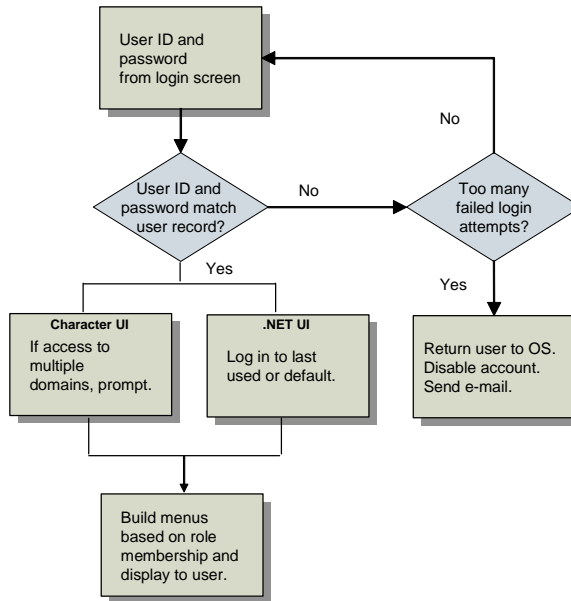 User ID and
password
from login screen
No
User ID and
password match
user record?
No
Too many
failed login
attempts?
Yes
Yes
Character UI
If access to
multiple
domains, prompt.
.NET UI
Log in to last
used or default.
Return user to OS.
Disable account.
Send e-mail.
Build menus
based on role
membership and
display to user.